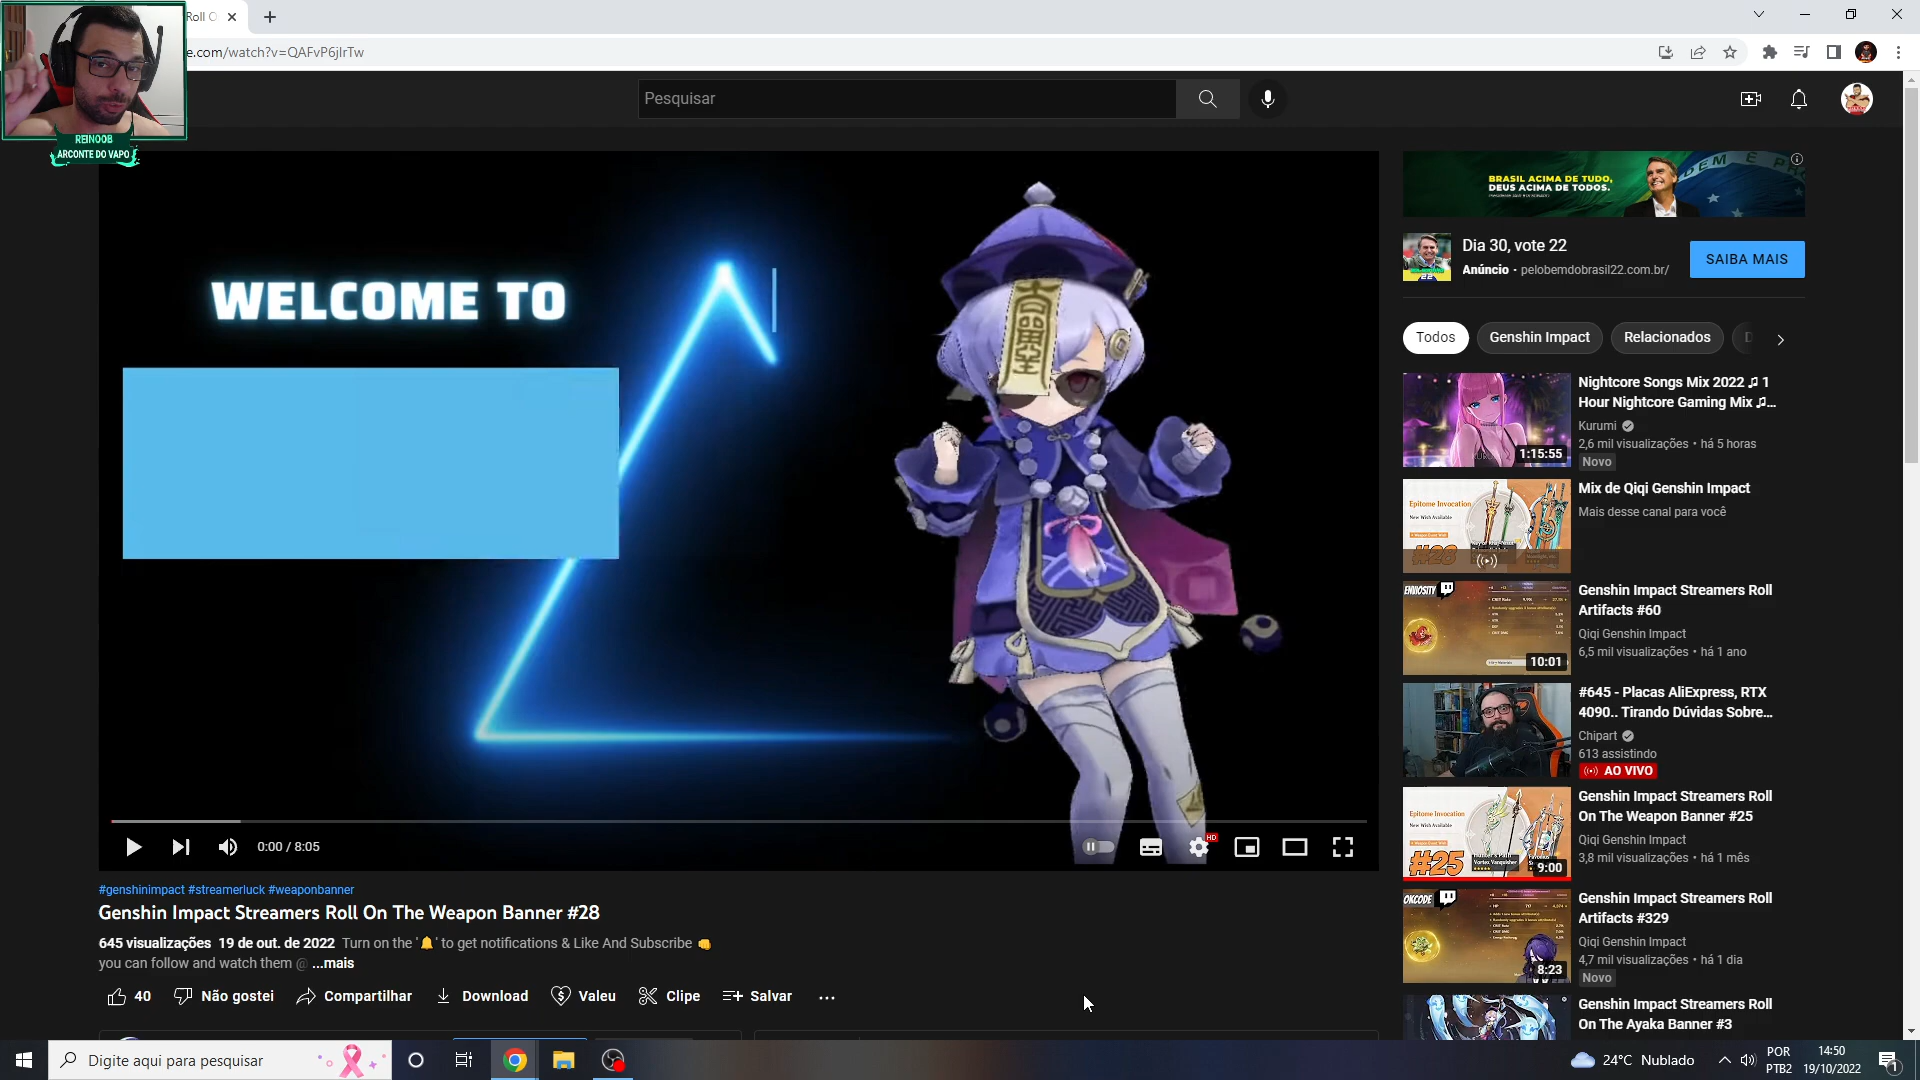 Roll O
e.com/watch?v=QAFvP6jlrTw
REINOOB
ARCONTE DO VAPO
Pesquisar
WELCOME TO
0:00 / 8:05
HD
#genshinimpact #streamerluck #weaponbanner
Genshin Impact Streamers Roll On The Weapon Banner #28
645 visualizações 19 de out. de 2022 Turn on the '🔔' to get notifications & Like And Subscribe 👊
you can follow and watch them @ ...mais
40 Não gostei Compartilhar Download Valeu Clipe Salvar ...
BRASIL ACIMA DE TUDO,
DEUS ACIMA DE TODOS.
Dia 30, vote 22
Anúncio • pelobemdobrasil22.com.br/
SAIBA MAIS
Todos Genshin Impact Relacionados
Nightcore Songs Mix 2022 ♫ 1
Hour Nightcore Gaming Mix ♫...
Kurumi
2,6 mil visualizações • há 5 horas
Novo
1:15:55
Epitome Invocation
#28
Mix de Qiqi Genshin Impact
Mais desse canal para você
ENVIOSITY
10:01
Genshin Impact Streamers Roll
Artifacts #60
Qiqi Genshin Impact
6,5 mil visualizações • há 1 ano
#645 - Placas AliExpress, RTX
4090.. Tirando Dúvidas Sobre...
Chipart
613 assistindo
AO VIVO
Epitome Invocation
#25
9:00
Genshin Impact Streamers Roll
On The Weapon Banner #25
Qiqi Genshin Impact
3,8 mil visualizações • há 1 mês
OKCODE
8:23
Genshin Impact Streamers Roll
Artifacts #329
Qiqi Genshin Impact
4,7 mil visualizações • há 1 dia
Novo
Genshin Impact Streamers Roll
On The Ayaka Banner #3
Digite aqui para pesquisar
24°C Nublado
POR
PTB2
14:50
19/10/2022
1